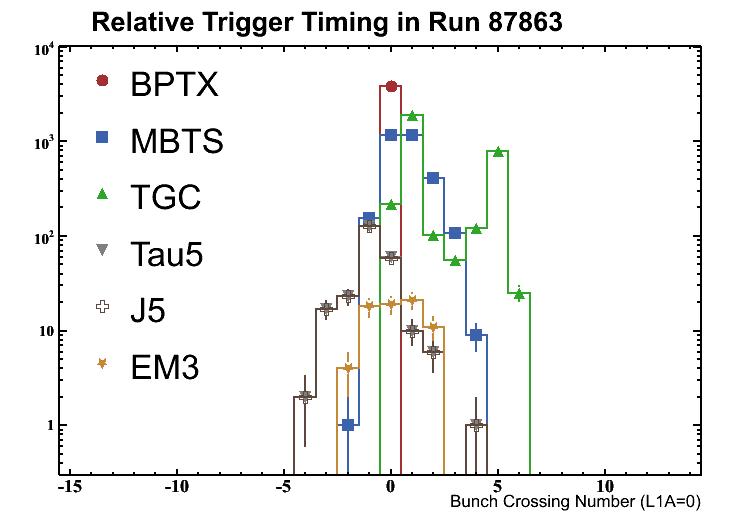 Relative Trigger Timing in Run 87863
10⁴
BPTX
10³
MBTS
TGC
10²
Tau5
J5
10
EM3
1
-15 -10 -5 0 5 10
Bunch Crossing Number (L1A=0)